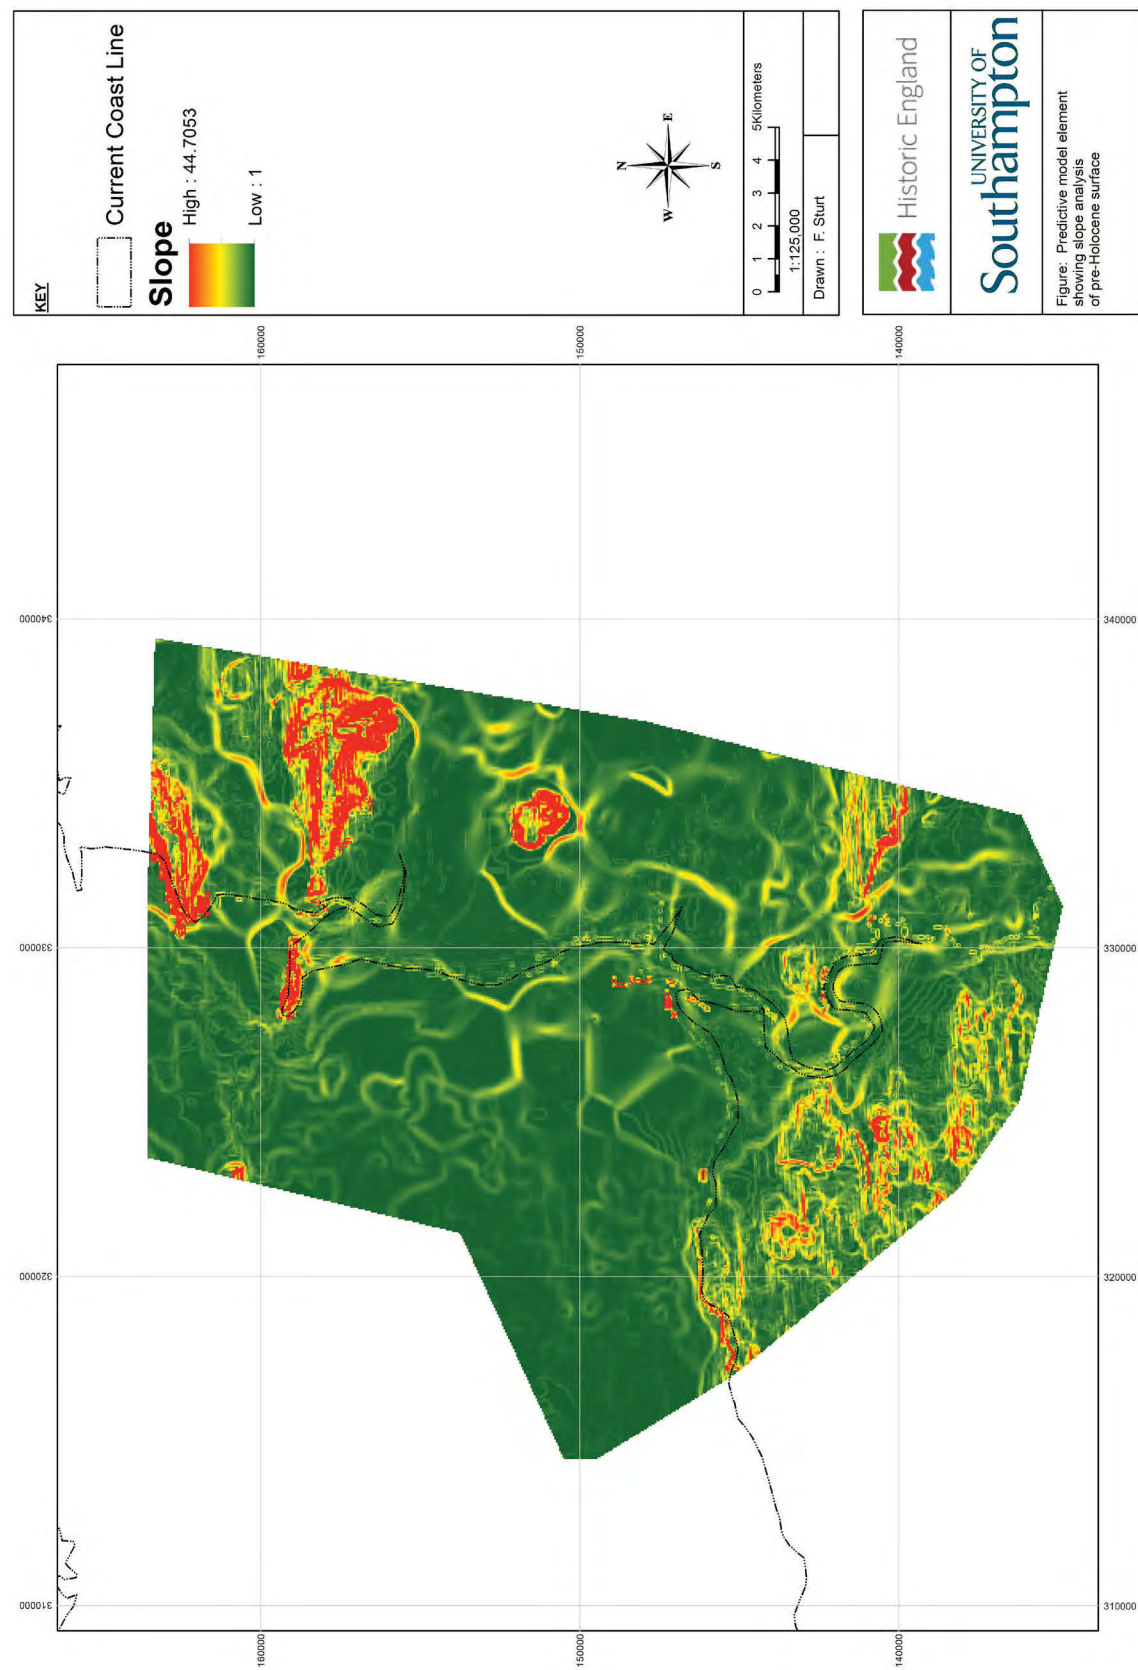 KEY
Current Coast Line
Slope
High : 44.7053
Low : 1
N
W
E
S
0 1 2 3 4 5Kilometers
1:125,000
Drawn : F. Sturt
Historic England
UNIVERSITY OF
Southampton
Figure: Predictive model element
showing slope analysis
of pre-Holocene surface
160000
150000
140000
340000
340000
330000
330000
320000
320000
310000
310000
160000
150000
140000